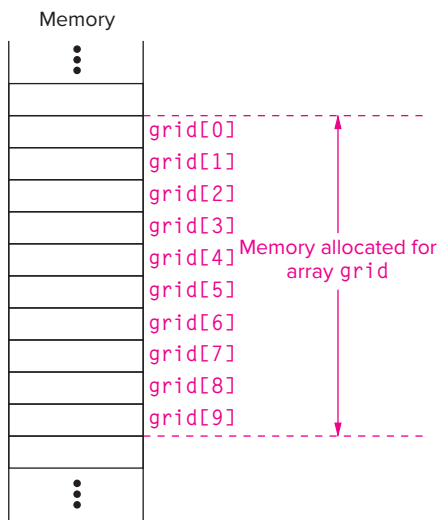 Memory
grid[0]
grid[1]
grid[2]
grid[3]
grid[4]
grid[5]
grid[6]
grid[7]
grid[8]
grid[9]
Memory allocated for
array grid